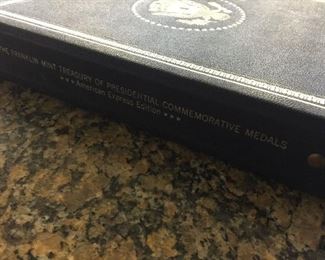 THE FRANKLIN MINT TREASURY OF PRESIDENTIAL COMMEMORATIVE MEDALS
★★★American Express Edition★★★